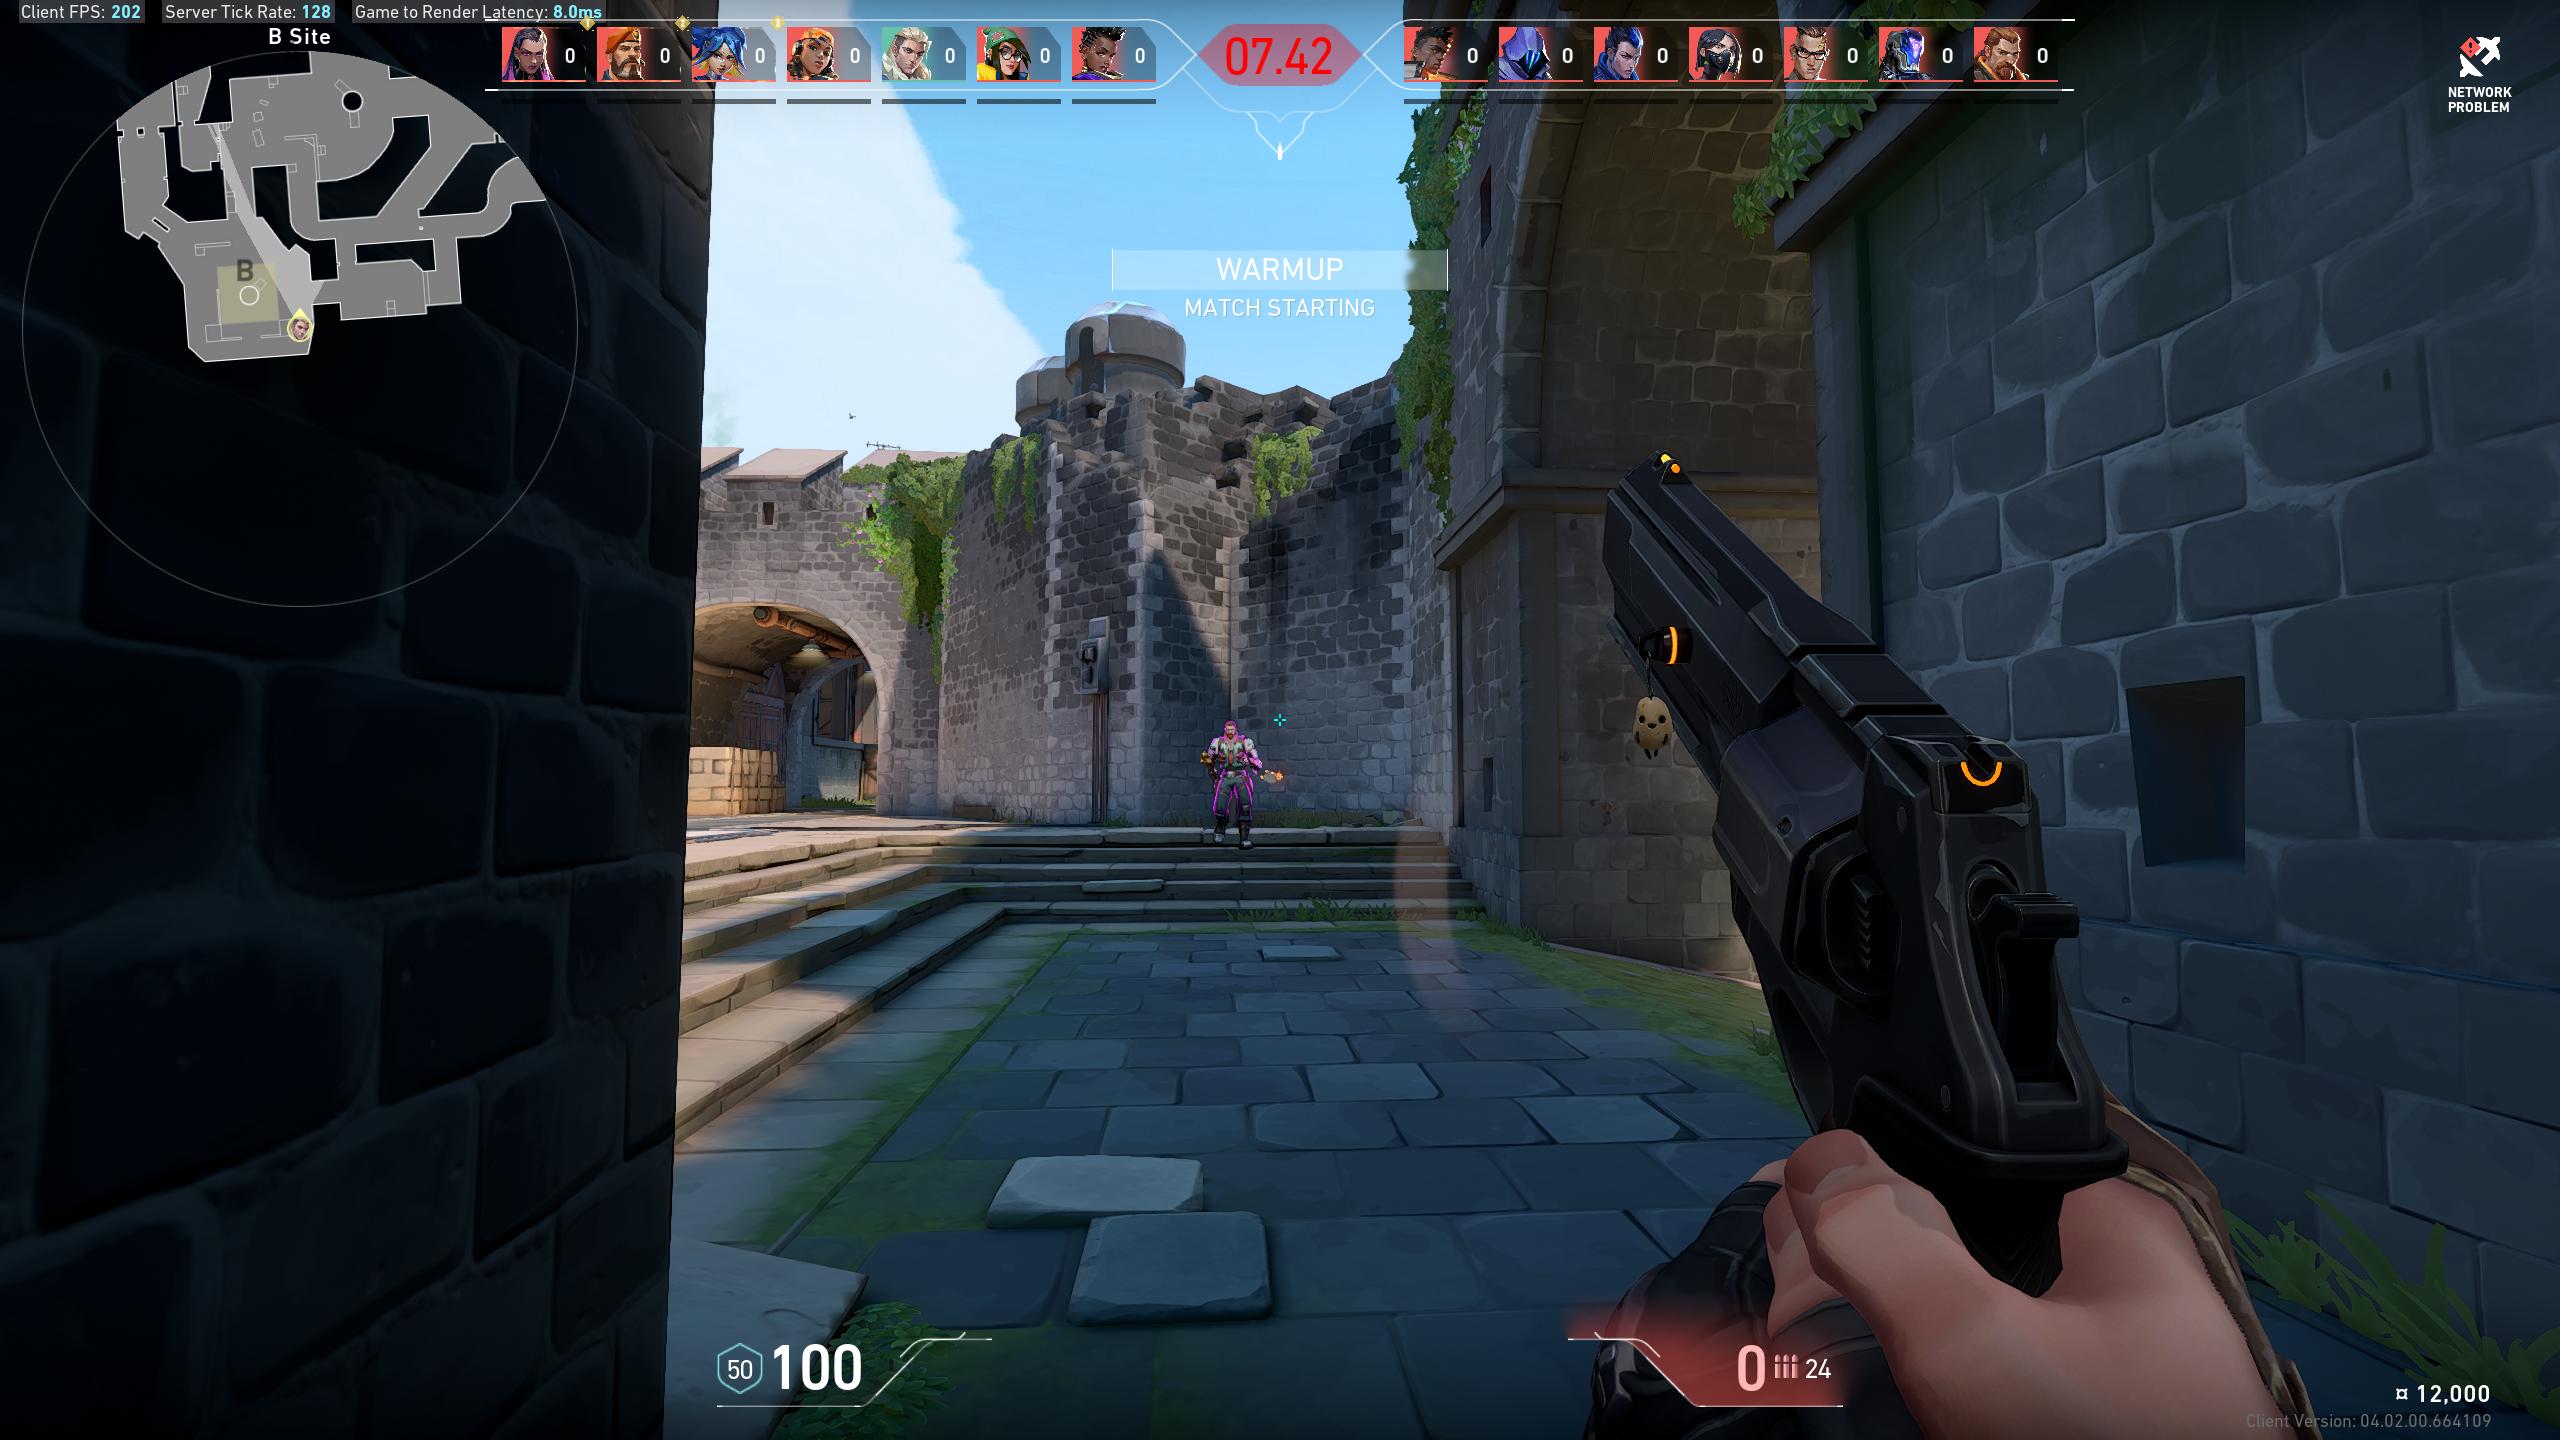 Client FPS: 202 Server Tick Rate: 128 Game to Render Latency: 8.0ms
B Site
0 0 0 0 0 0 0 07.42 0 0 0 0 0 0 0
NETWORK
PROBLEM
B
WARMUP
MATCH STARTING
50 100
0 24
¤ 12,000
Client Version: 04.02.00.664109